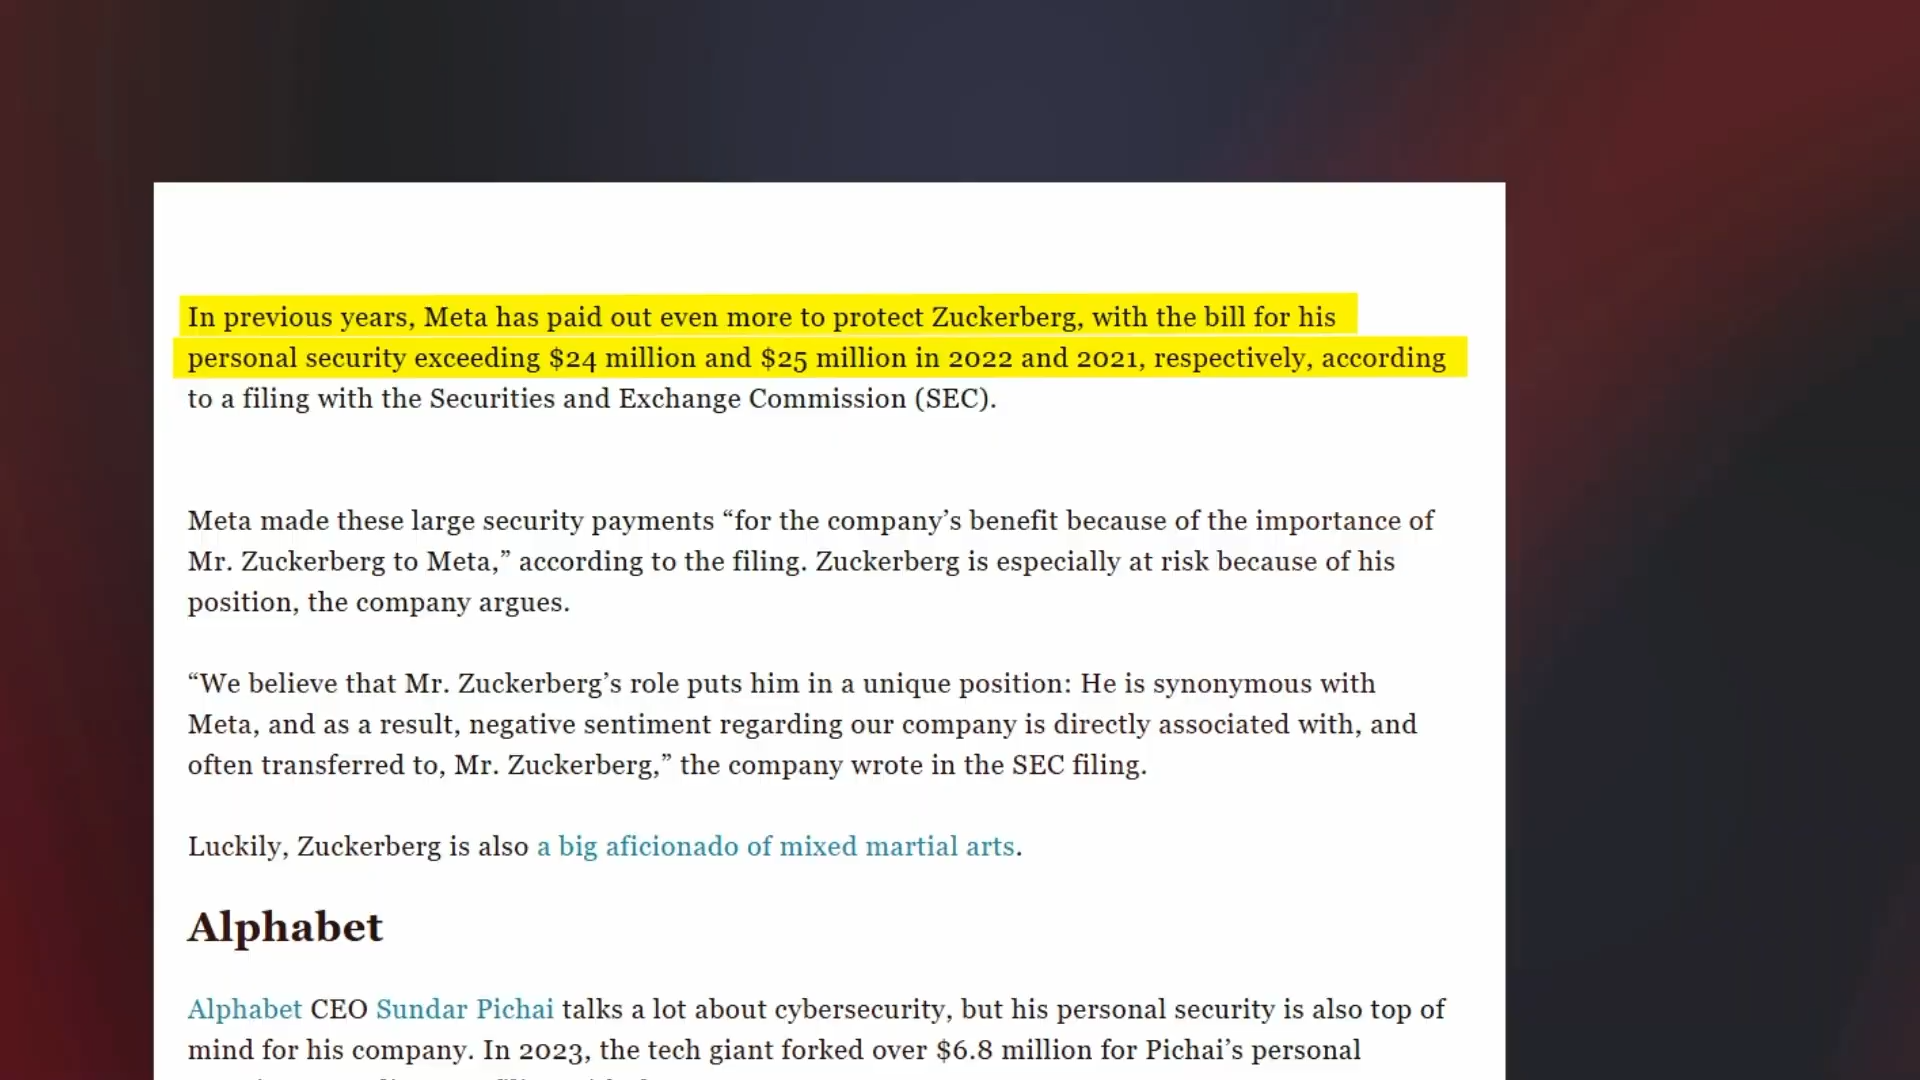 In previous years, Meta has paid out even more to protect Zuckerberg, with the bill for his
personal security exceeding $24 million and $25 million in 2022 and 2021, respectively, according
to a filing with the Securities and Exchange Commission (SEC).
Meta made these large security payments “for the company’s benefit because of the importance of
Mr. Zuckerberg to Meta,” according to the filing. Zuckerberg is especially at risk because of his
position, the company argues.
“We believe that Mr. Zuckerberg’s role puts him in a unique position: He is synonymous with
Meta, and as a result, negative sentiment regarding our company is directly associated with, and
often transferred to, Mr. Zuckerberg,” the company wrote in the SEC filing.
Luckily, Zuckerberg is also a big aficionado of mixed martial arts.
Alphabet
Alphabet CEO Sundar Pichai talks a lot about cybersecurity, but his personal security is also top of
mind for his company. In 2023, the tech giant forked over $6.8 million for Pichai’s personal